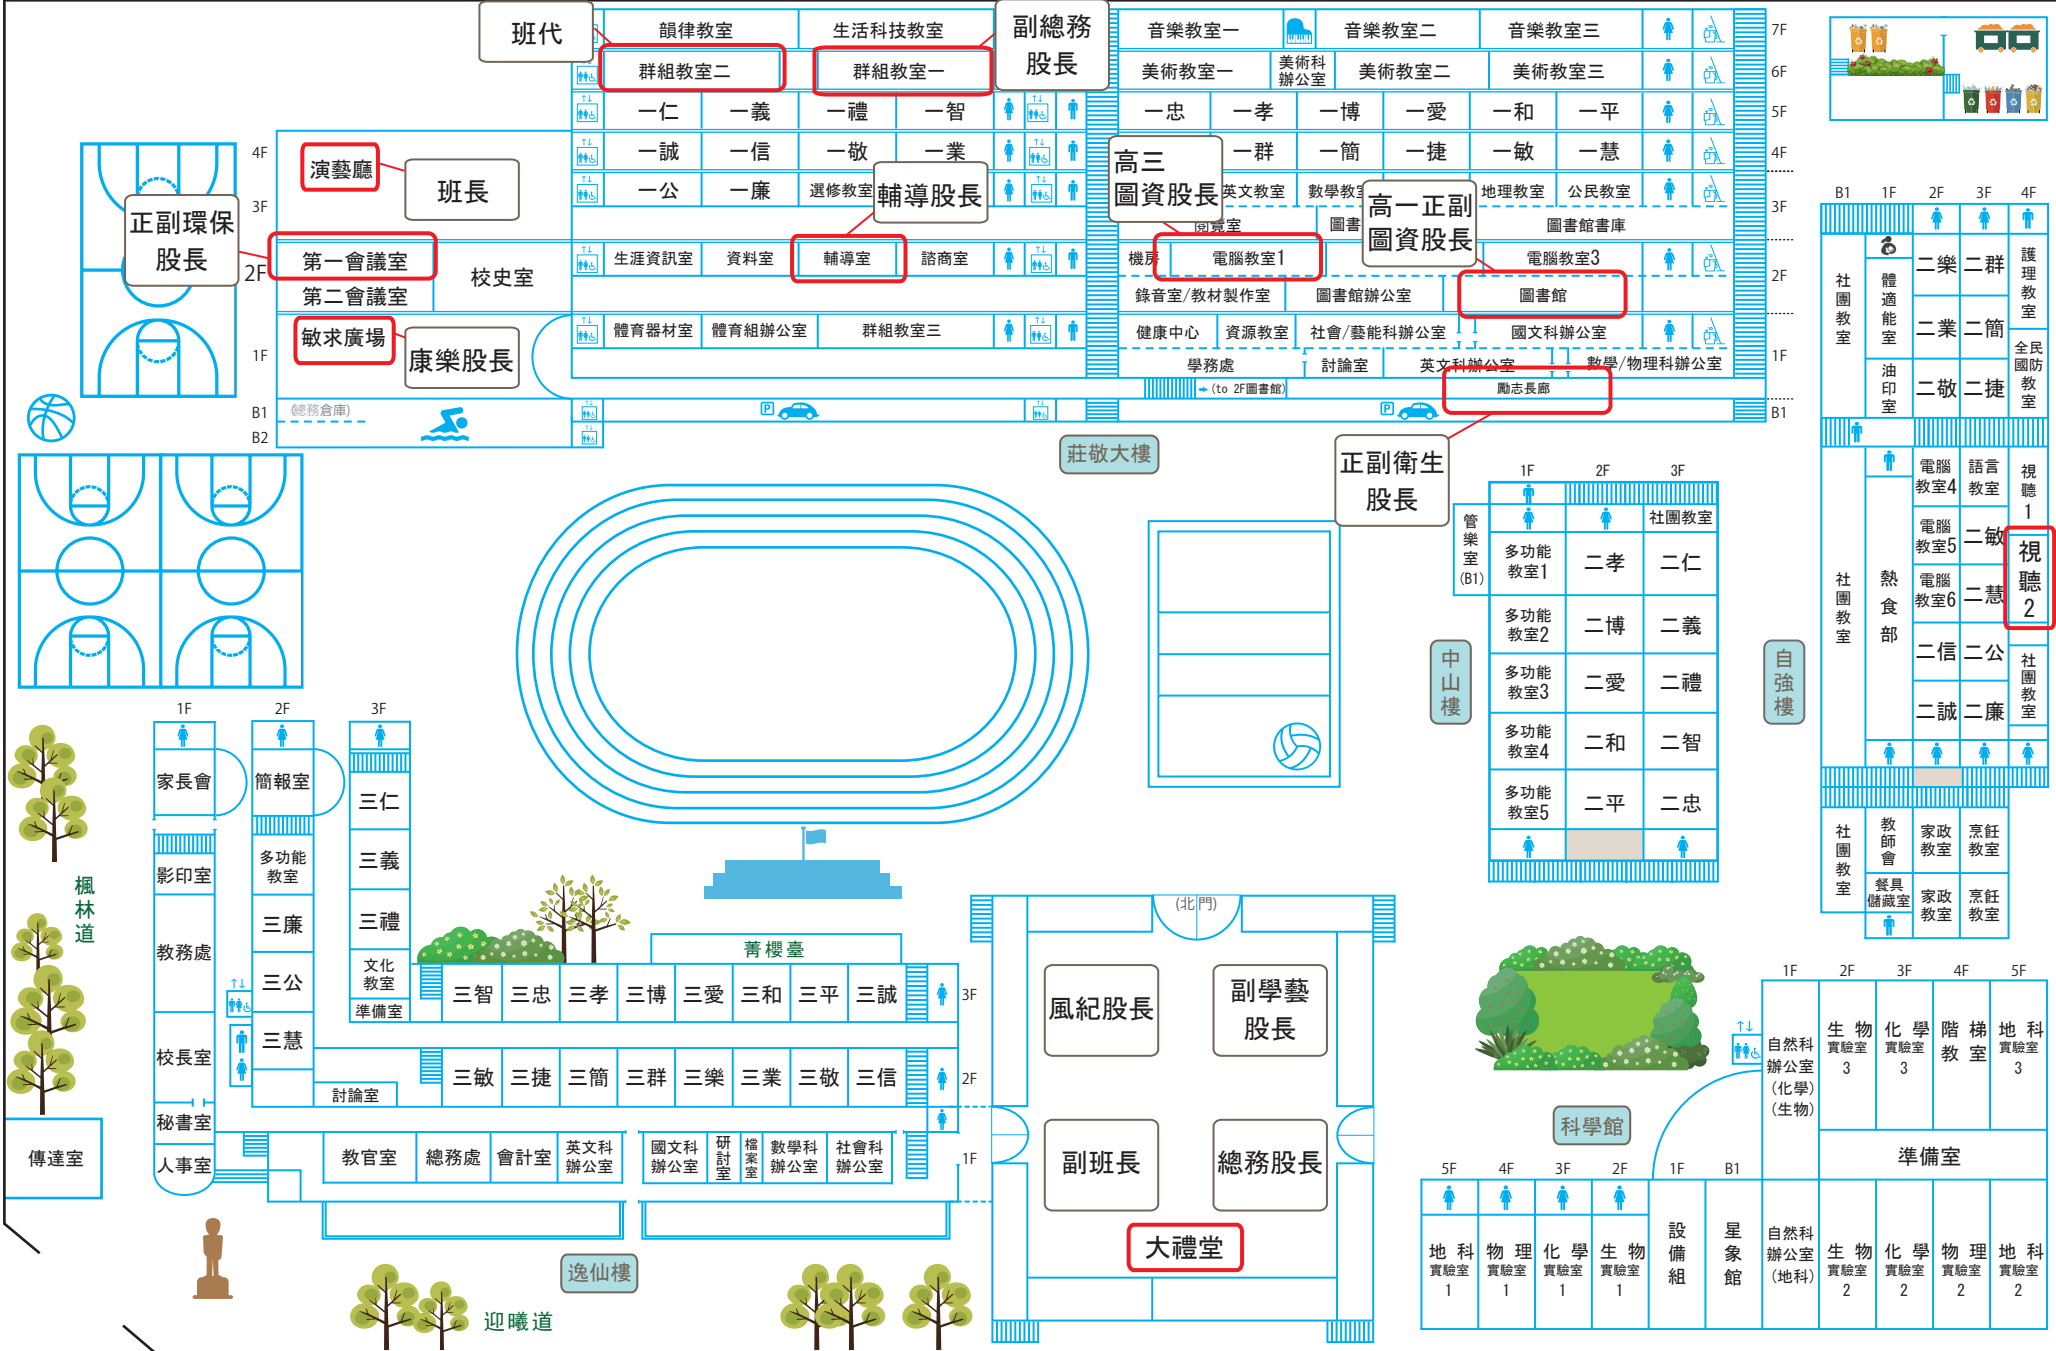 班代
韻律教室
生活科技教室
副總務
股長
音樂教室一
音樂教室二
音樂教室三
7F
群組教室二
群組教室一
美術教室一
美術科
辦公室
美術教室二
美術教室三
6F
一仁
一義
一禮
一智
一忠
一孝
一博
一愛
一和
一平
5F
4F
演藝廳
班長
一誠
一信
一敬
一業
高三
圖資股長
一群
一簡
一捷
一敏
一慧
4F
3F
一公
一廉
選修教室
輔導股長
英文教室
數學教室
高一正副
圖資股長
地理教室
公民教室
3F
閱覽室
圖書
圖書館書庫
正副環保
股長
2F
第一會議室
第二會議室
校史室
生涯資訊室
資料室
輔導室
諮商室
機房
電腦教室1
電腦教室3
2F
錄音室/教材製作室
圖書館辦公室
圖書館
1F
敏求廣場
康樂股長
體育器材室
體育組辦公室
群組教室三
健康中心
資源教室
社會/藝能科辦公室
國文科辦公室
學務處
討論室
英文科辦公室
數學/物理科辦公室
1F
(to 2F圖書館)
勵志長廊
B1
(總務倉庫)
P
P
B1
B2
莊敬大樓
正副衛生
股長
B1
1F
2F
3F
4F
社團教室
體適能室
二樂
二群
護理教室
二業
二簡
油印室
二敬
二捷
全民
國防
教室
社團教室
熱食部
電腦
教室4
語言
教室
視聽1
電腦
教室5
二敏
視聽2
電腦
教室6
二慧
二信
二公
社團教室
二誠
二廉
社團教室
教師會
家政
教室
烹飪
教室
餐具
儲藏室
家政
教室
烹飪
教室
自強樓
1F
2F
3F
管樂室
(B1)
社團教室
多功能
教室1
二孝
二仁
多功能
教室2
二博
二義
多功能
教室3
二愛
二禮
多功能
教室4
二和
二智
多功能
教室5
二平
二忠
中山樓
1F
2F
3F
家長會
簡報室
三仁
影印室
多功能
教室
三義
教務處
三廉
三禮
三公
文化
教室
準備室
校長室
三慧
討論室
秘書室
人事室
楓林道
傳達室
菁櫻臺
三智
三忠
三孝
三博
三愛
三和
三平
三誠
3F
三敏
三捷
三簡
三群
三樂
三業
三敬
三信
2F
教官室
總務處
會計室
英文科
辦公室
國文科
辦公室
研討室
檔案室
數學科
辦公室
社會科
辦公室
1F
逸仙樓
迎曦道
(北門)
風紀股長
副學藝
股長
副班長
總務股長
大禮堂
科學館
1F
2F
3F
4F
5F
自然科
辦公室
(化學)
(生物)
生物
實驗室
3
化學
實驗室
3
階梯
教室
地科
實驗室
3
準備室
5F
4F
3F
2F
1F
B1
地科
實驗室
1
物理
實驗室
1
化學
實驗室
1
生物
實驗室
1
設備組
星象館
自然科
辦公室
(地科)
生物
實驗室
2
化學
實驗室
2
物理
實驗室
2
地科
實驗室
2